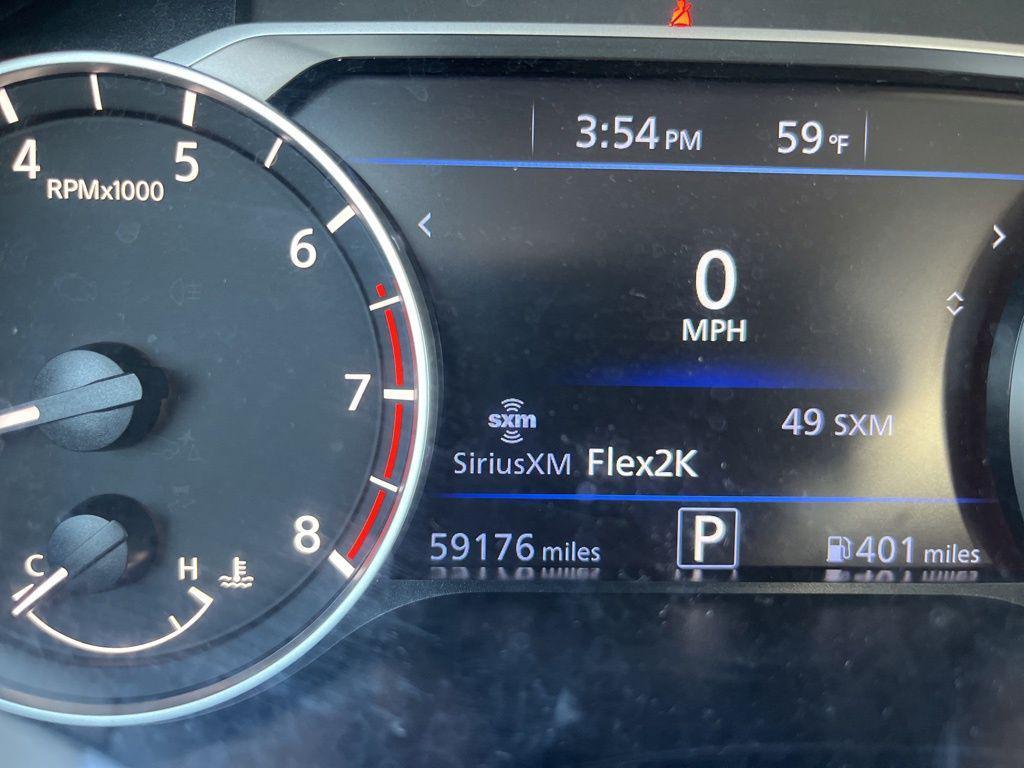 3:54 PM 59 °F
4 5 6 7 8
RPMx1000
0
MPH
sxm
49 SXM
SiriusXM Flex2K
C H
59176 miles P 401 miles